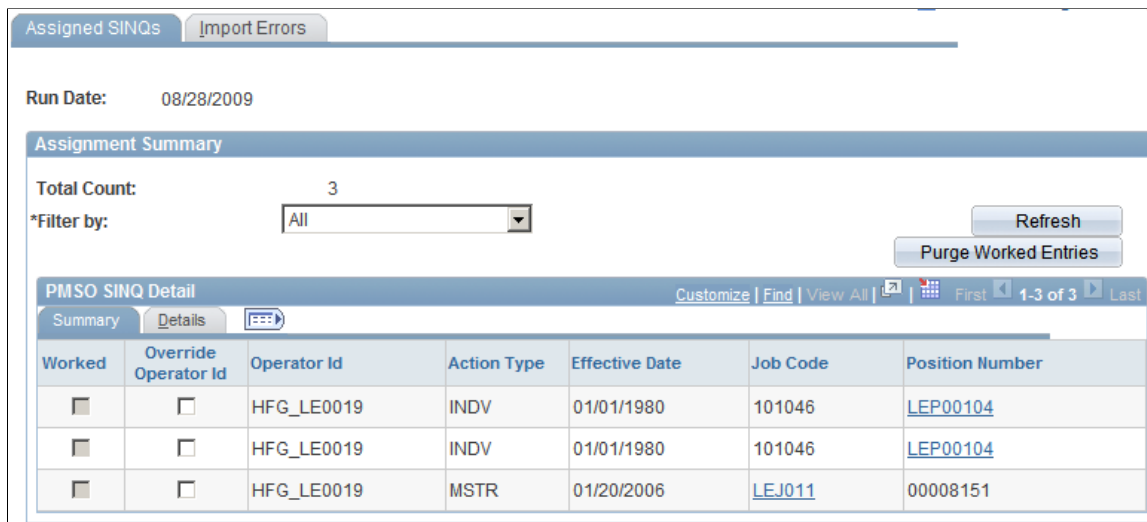 Assigned SINQs Import Errors
Run Date: 08/28/2009
Assignment Summary
Total Count: 3
*Filter by: All
Refresh
Purge Worked Entries
PMSO SINQ Detail Customize | Find | View All | | First 1-3 of 3 Last
Summary Details
Worked Override Operator Id Operator Id Action Type Effective Date Job Code Position Number
HFG_LE0019 INDV 01/01/1980 101046 LEP00104
HFG_LE0019 INDV 01/01/1980 101046 LEP00104
HFG_LE0019 MSTR 01/20/2006 LEJ011 00008151